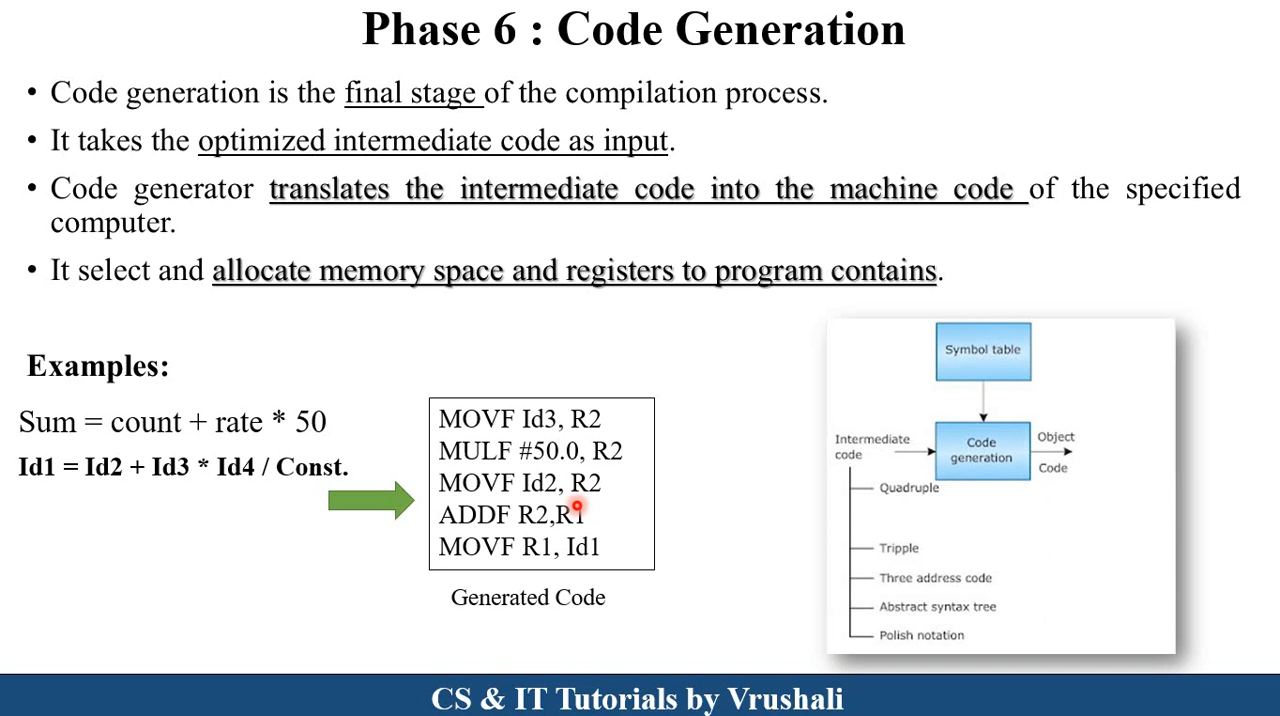 Phase 6 : Code Generation
• Code generation is the final stage of the compilation process.
• It takes the optimized intermediate code as input.
• Code generator translates the intermediate code into the machine code of the specified
computer.
• It select and allocate memory space and registers to program contains.
Examples:
Sum = count + rate * 50
Id1 = Id2 + Id3 * Id4 / Const.
MOVF Id3, R2
MULF #50.0, R2
MOVF Id2, R2
ADDF R2,R1
MOVF R1, Id1
Generated Code
Symbol table
Intermediate
code
Code
generation
Object
Code
Quadruple
Tripple
Three address code
Abstract syntax tree
Polish notation
CS & IT Tutorials by Vrushali